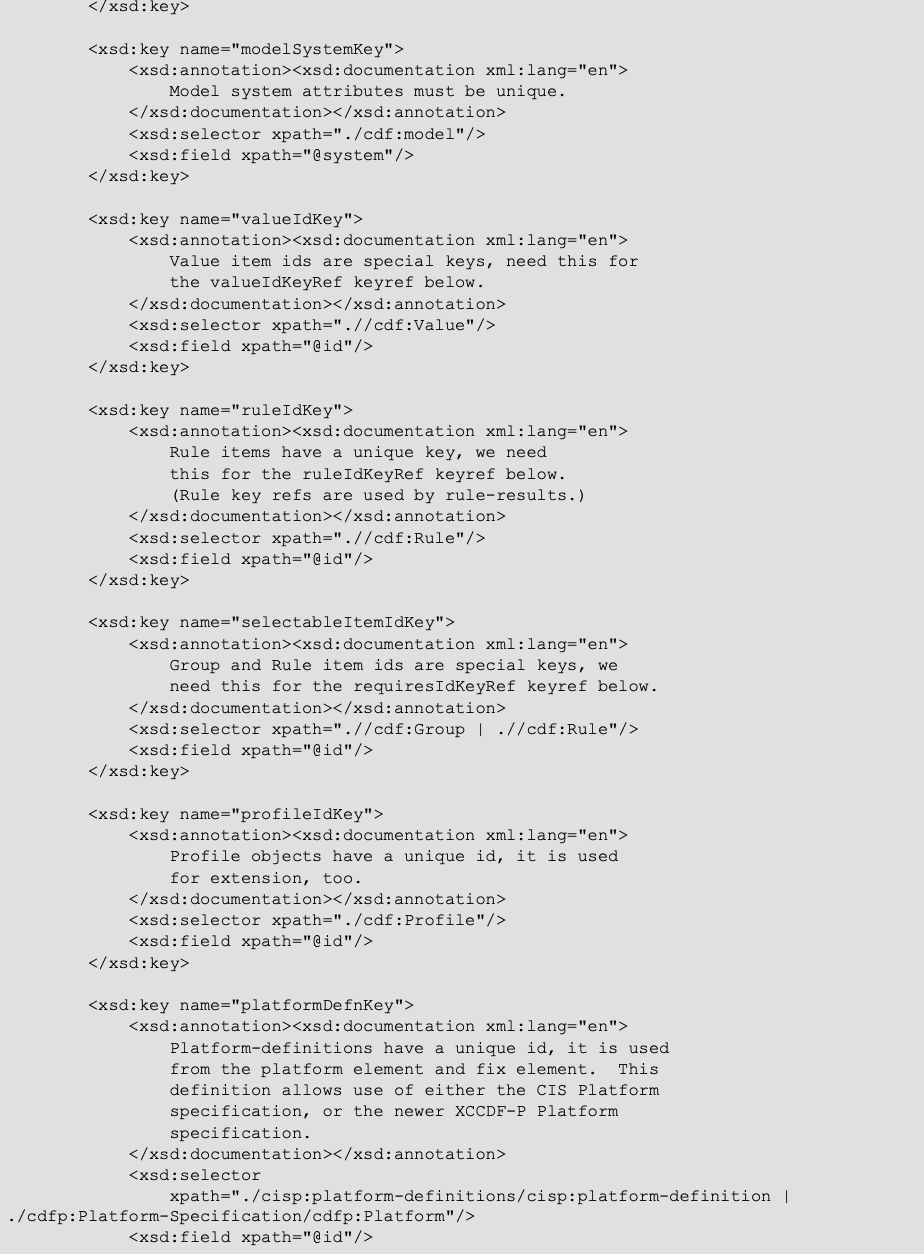 </xsd:key>
<xsd:key name="modelSystemKey">
<xsd:annotation><xsd:documentation xml:lang="en">
Model system attributes must be unique.
</xsd:documentation></xsd:annotation>
<xsd:selector xpath="./cdf:model"/>
<xsd:field xpath="@system"/>
</xsd:key>
<xsd:key name="valueIdKey">
<xsd:annotation><xsd:documentation xml:lang="en">
Value item ids are special keys, need this for
the valueIdKeyRef keyref below.
</xsd:documentation></xsd:annotation>
<xsd:selector xpath=".//cdf:Value"/>
<xsd:field xpath="@id"/>
</xsd:key>
<xsd:key name="ruleIdKey">
<xsd:annotation><xsd:documentation xml:lang="en">
Rule items have a unique key, we need
this for the ruleIdKeyRef keyref below.
(Rule key refs are used by rule-results.)
</xsd:documentation></xsd:annotation>
<xsd:selector xpath=".//cdf:Rule"/>
<xsd:field xpath="@id"/>
</xsd:key>
<xsd:key name="selectableItemIdKey">
<xsd:annotation><xsd:documentation xml:lang="en">
Group and Rule item ids are special keys, we
need this for the requiresIdKeyRef keyref below.
</xsd:documentation></xsd:annotation>
<xsd:selector xpath=".//cdf:Group | .//cdf:Rule"/>
<xsd:field xpath="@id"/>
</xsd:key>
<xsd:key name="profileIdKey">
<xsd:annotation><xsd:documentation xml:lang="en">
Profile objects have a unique id, it is used
for extension, too.
</xsd:documentation></xsd:annotation>
<xsd:selector xpath="./cdf:Profile"/>
<xsd:field xpath="@id"/>
</xsd:key>
<xsd:key name="platformDefnKey">
<xsd:annotation><xsd:documentation xml:lang="en">
Platform-definitions have a unique id, it is used
from the platform element and fix element.  This
definition allows use of either the CIS Platform
specification, or the newer XCCDF-P Platform
specification.
</xsd:documentation></xsd:annotation>
<xsd:selector
xpath="./cisp:platform-definitions/cisp:platform-definition |
./cdfp:Platform-Specification/cdfp:Platform"/>
<xsd:field xpath="@id"/>